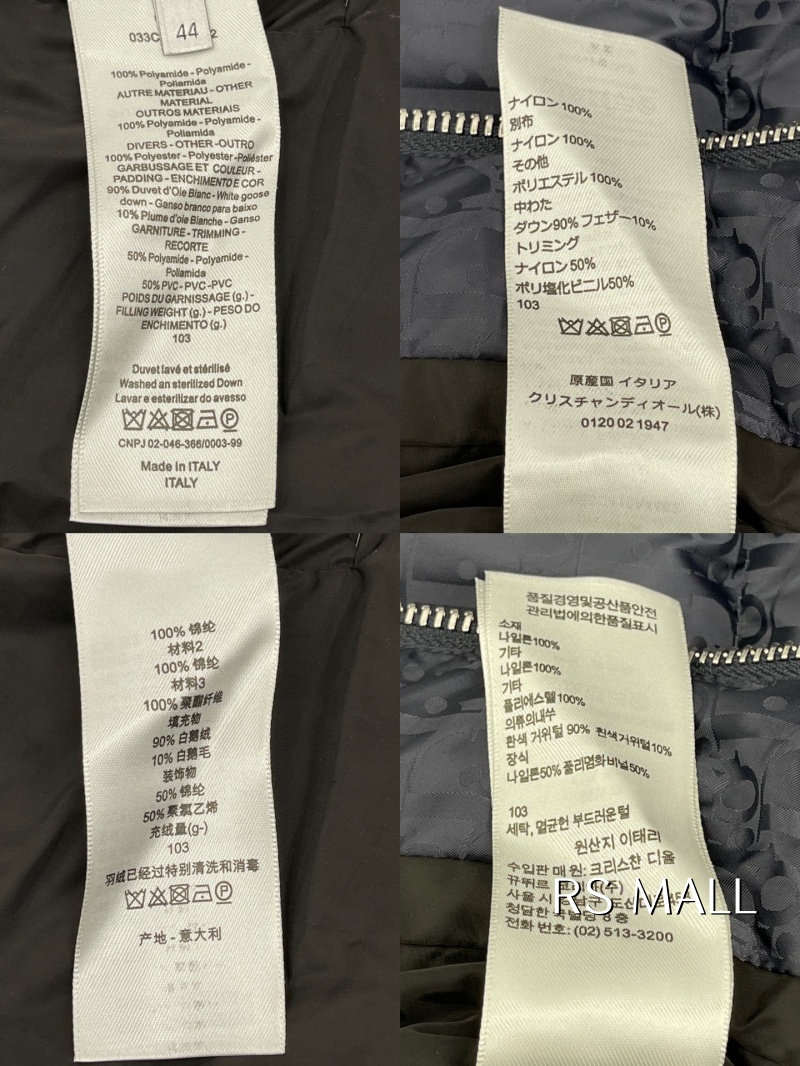 44
033C 2
100% Polyamide - Polyamide -
Poliamida
AUTRE MATERIAU - OTHER
MATERIAL
OUTROS MATERIAIS
100% Polyamide - Polyamide -
Poliamida
DIVERS - OTHER - OUTRO
100% Polyester - Polyester - Poliéster
GARBUSSAGE ET COULEUR -
PADDING - ENCHIMENTO E COR
90% Duvet d'Oie Blanc - White goose
down - Ganso branco para baixo
10% Plume d'oie Blanche - Ganso
GARNITURE - TRIMMING -
RECORTE
50% Polyamide - Polyamide -
Poliamida
50% PVC - PVC - PVC
POIDS DU GARNISSAGE (g.) -
FILLING WEIGHT (g.) - PESO DO
ENCHIMENTO (g.)
103
Duvet lavé et stérilisé
Washed an sterilized Down
Lavar e esterilizar do avesso
CNPJ 02-046-366/0003-99
Made in ITALY
ITALY
ナイロン100%
別布
ナイロン100%
その他
ポリエステル100%
中わた
ダウン90% フェザー10%
トリミング
ナイロン50%
ポリ塩化ビニル50%
103
原産国 イタリア
クリスチャンディオール(株)
0120 02 1947
100% 锦纶
材料2
100% 锦纶
材料3
100% 聚酯纤维
填充物
90% 白鹅绒
10% 白鹅毛
装饰物
50% 锦纶
50% 聚氯乙烯
充绒量(g-)
103
羽绒已经过特别清洗和消毒
产地 - 意大利
품질경영및공산품안전
관리법에의한품질표시
소재
나일론100%
기타
나일론100%
기타
폴리에스텔100%
의류의내부
흰색 거위털 90% 흰색거위털10%
장식
나일론50% 폴리염화비닐50%
103
세탁, 멸균한 부드러운털
원산지 이태리
수입판 매 원: 크리스챤 디올
꾸뛰르 (주)
서울 시
청담한 8 층
전화 번호: (02) 513-3200
RS MALL